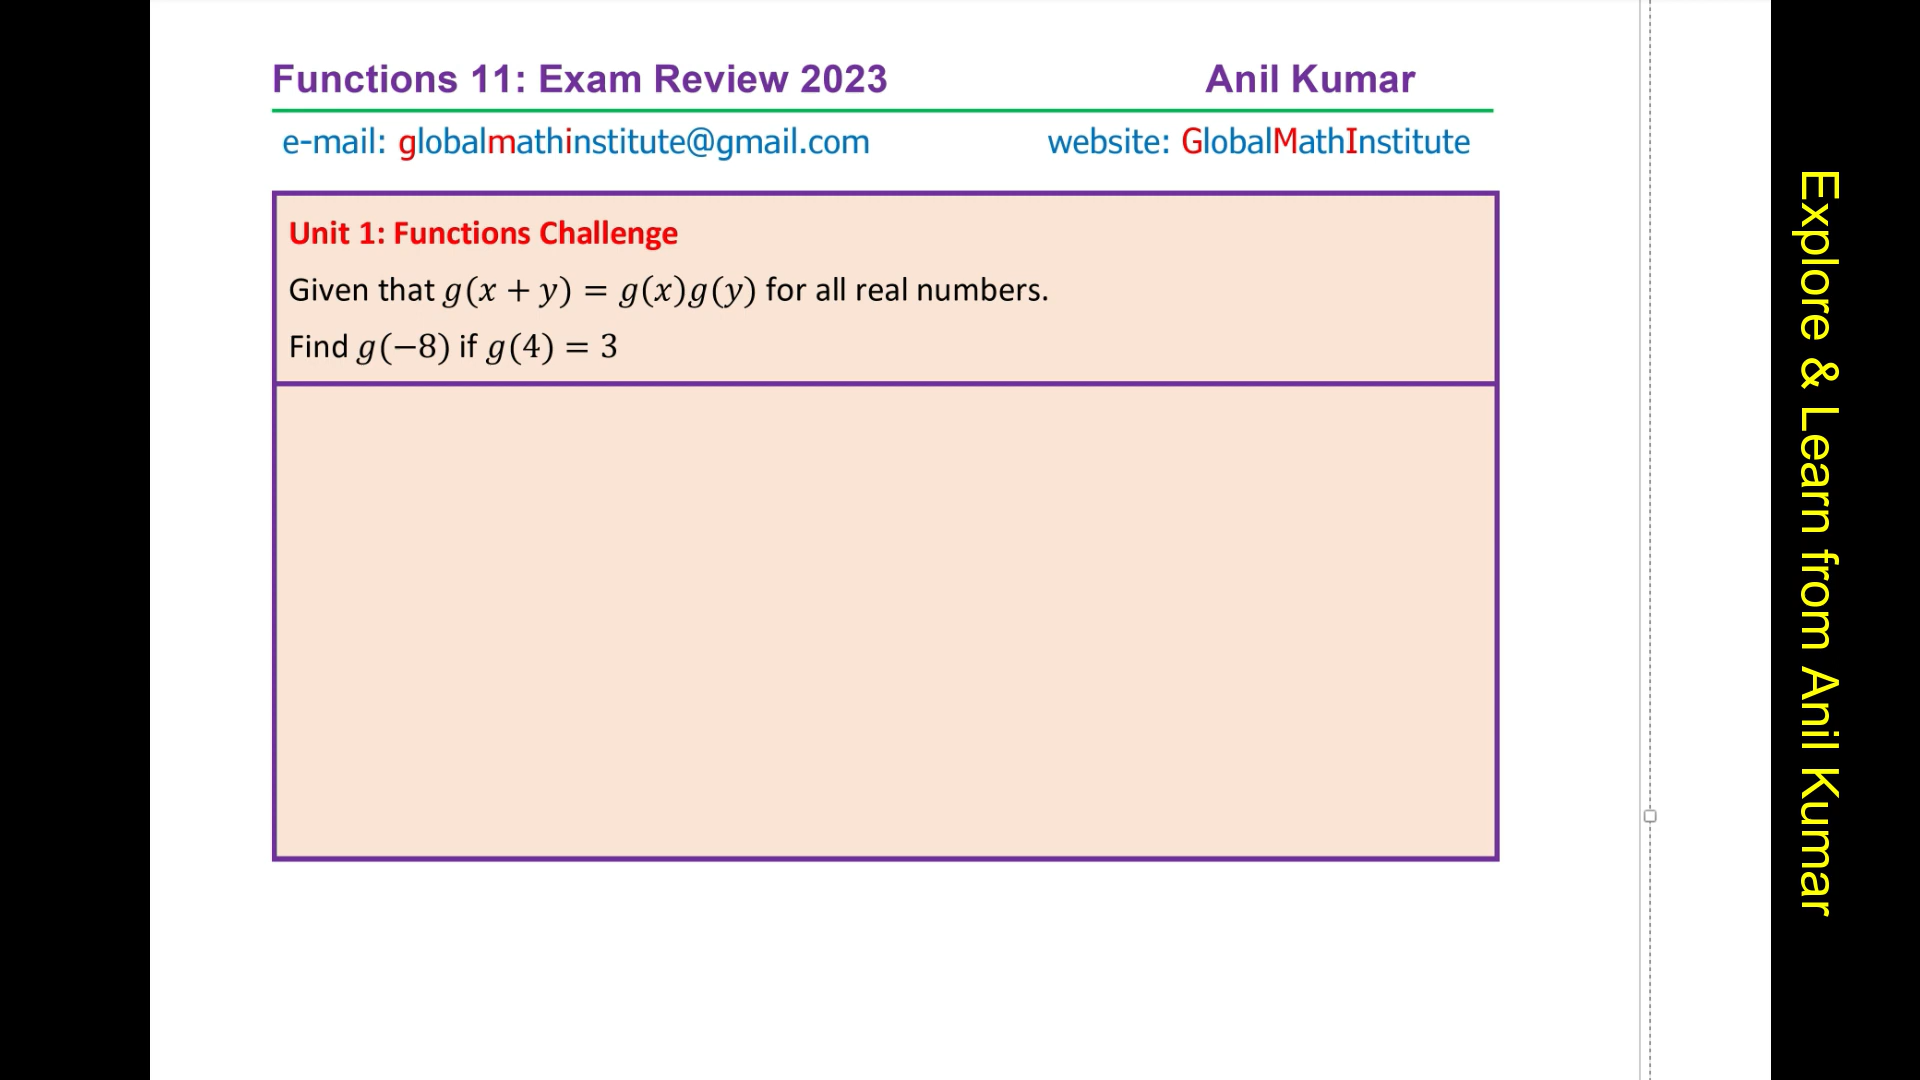 Functions 11: Exam Review 2023 Anil Kumar
e-mail: globalmathinstitute@gmail.com website: GlobalMathInstitute
Unit 1: Functions Challenge
Given that g(x + y) = g(x)g(y) for all real numbers.
Find g(−8) if g(4) = 3
Explore & Learn from Anil Kumar